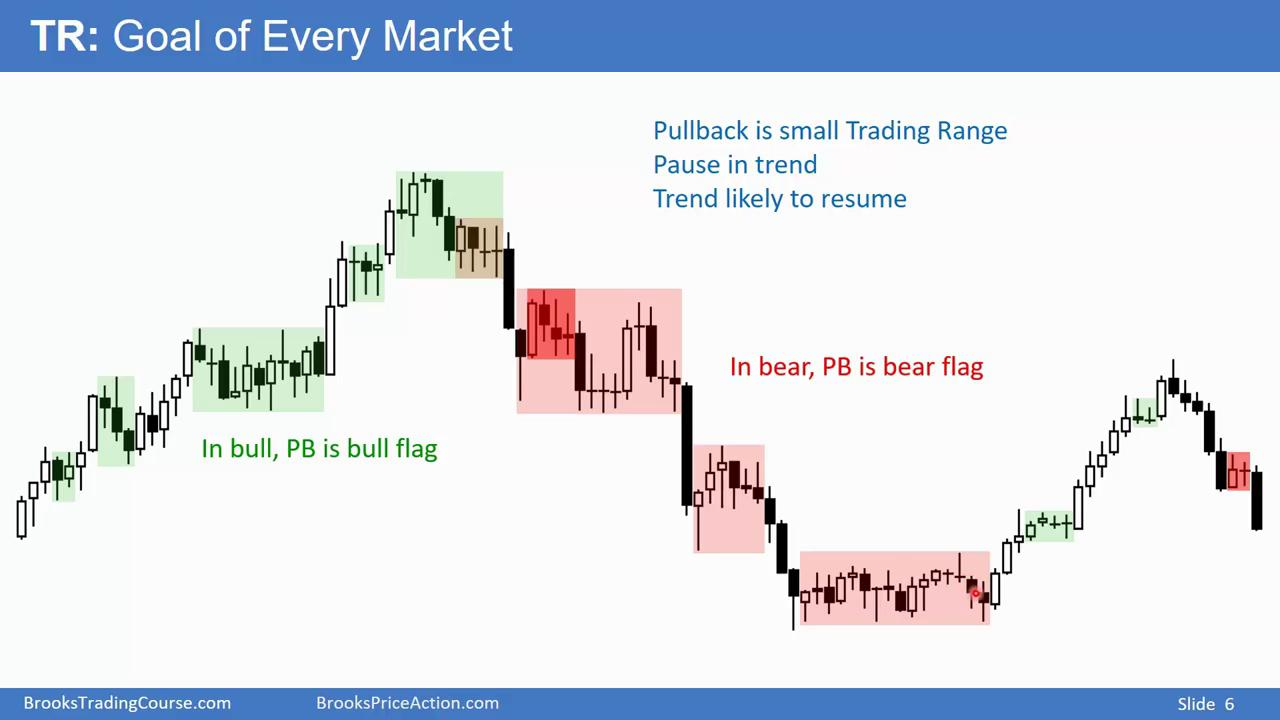 TR: Goal of Every Market
Pullback is small Trading Range
Pause in trend
Trend likely to resume
In bear, PB is bear flag
In bull, PB is bull flag
BrooksTradingCourse.com
BrooksPriceAction.com
Slide 6